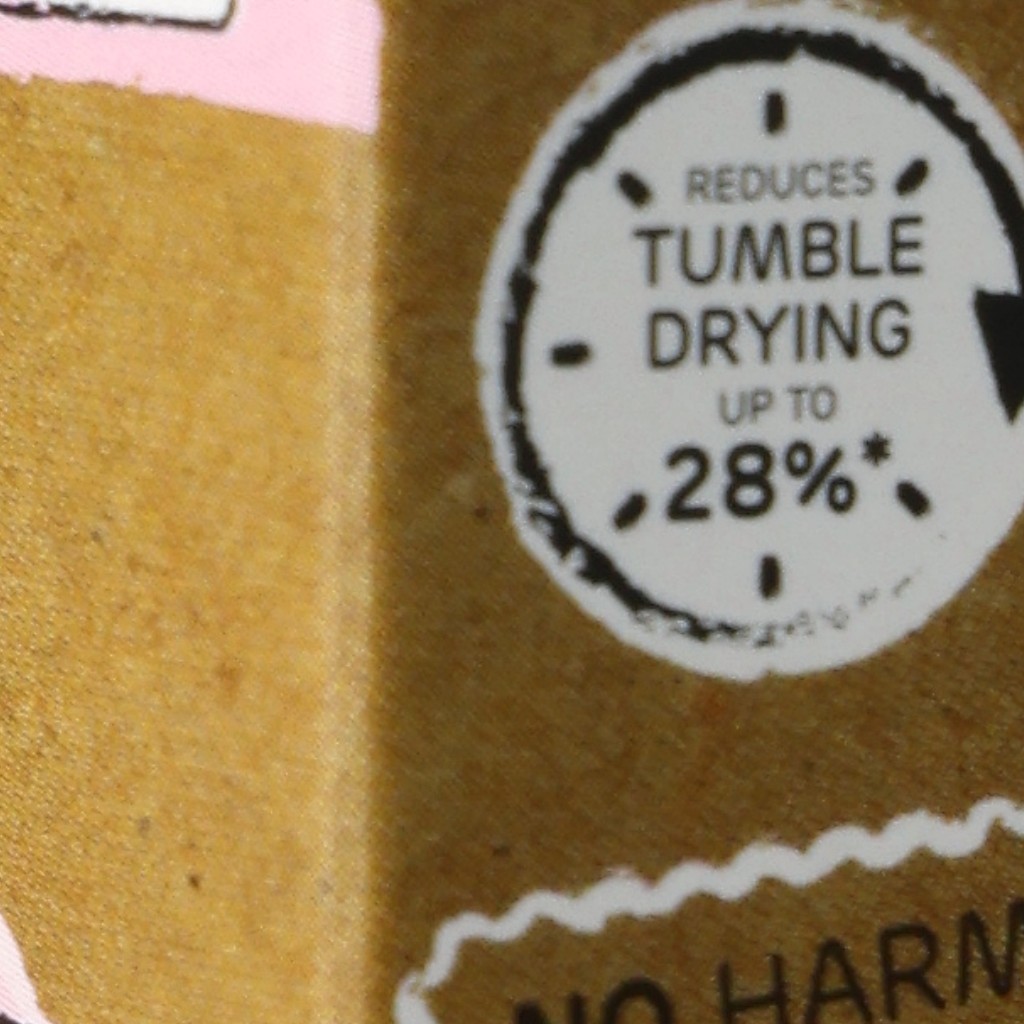 REDUCES
TUMBLE
DRYING
UP TO
28%*
NO HARM